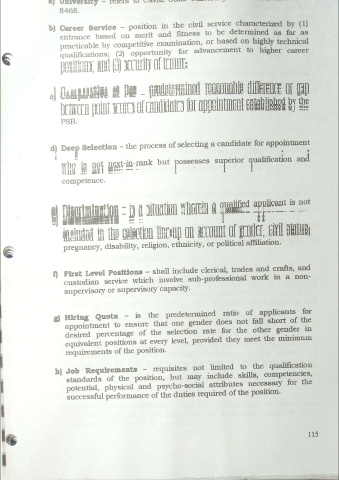 a) University – refers to
8468.
b) Career Service – position in the civil service characterized by (1)
entrance based on merit and fitness to be determined as far as
practicable by competitive examination, or based on highly technical
qualifications; (2) opportunity for advancement to higher career
positions; and (3) security of tenure;
c) Comparative at Par – predetermined reasonable difference or gap
between point scores of candidates for appointment established by the
PSB.
d) Deep Selection – the process of selecting a candidate for appointment
who is not next-in-rank but possesses superior qualification and
competence.
e) Discrimination – is a situation wherein a qualified applicant is not
included in the selection line-up on account of gender, civil status,
pregnancy, disability, religion, ethnicity, or political affiliation.
f) First Level Positions – shall include clerical, trades and crafts, and
custodian service which involve sub-professional work in a non-
supervisory or supervisory capacity.
g) Hiring Quota – is the predetermined ratio of applicants for
appointment to ensure that one gender does not fall short of the
desired percentage of the selection rate for the other gender in
equivalent positions at every level, provided they meet the minimum
requirements of the position.
h) Job Requirements – requisites not limited to the qualification
standards of the position, but may include skills, competencies,
potential, physical and psycho-social attributes necessary for the
successful performance of the duties required of the position.
115